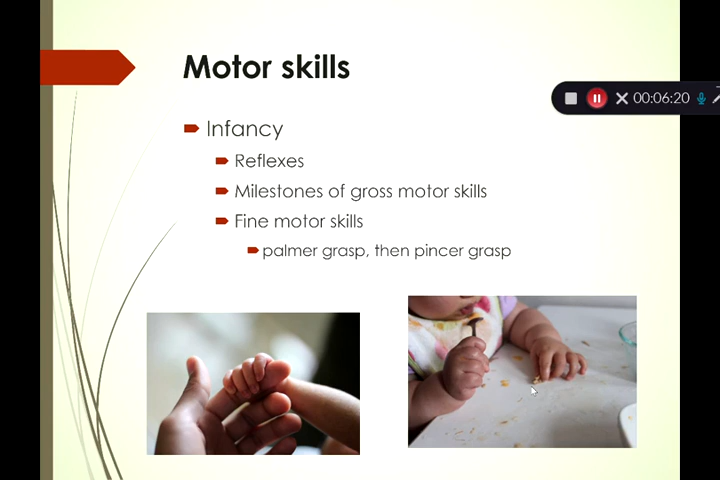 Motor skills
00:06:20
Infancy
Reflexes
Milestones of gross motor skills
Fine motor skills
palmer grasp, then pincer grasp